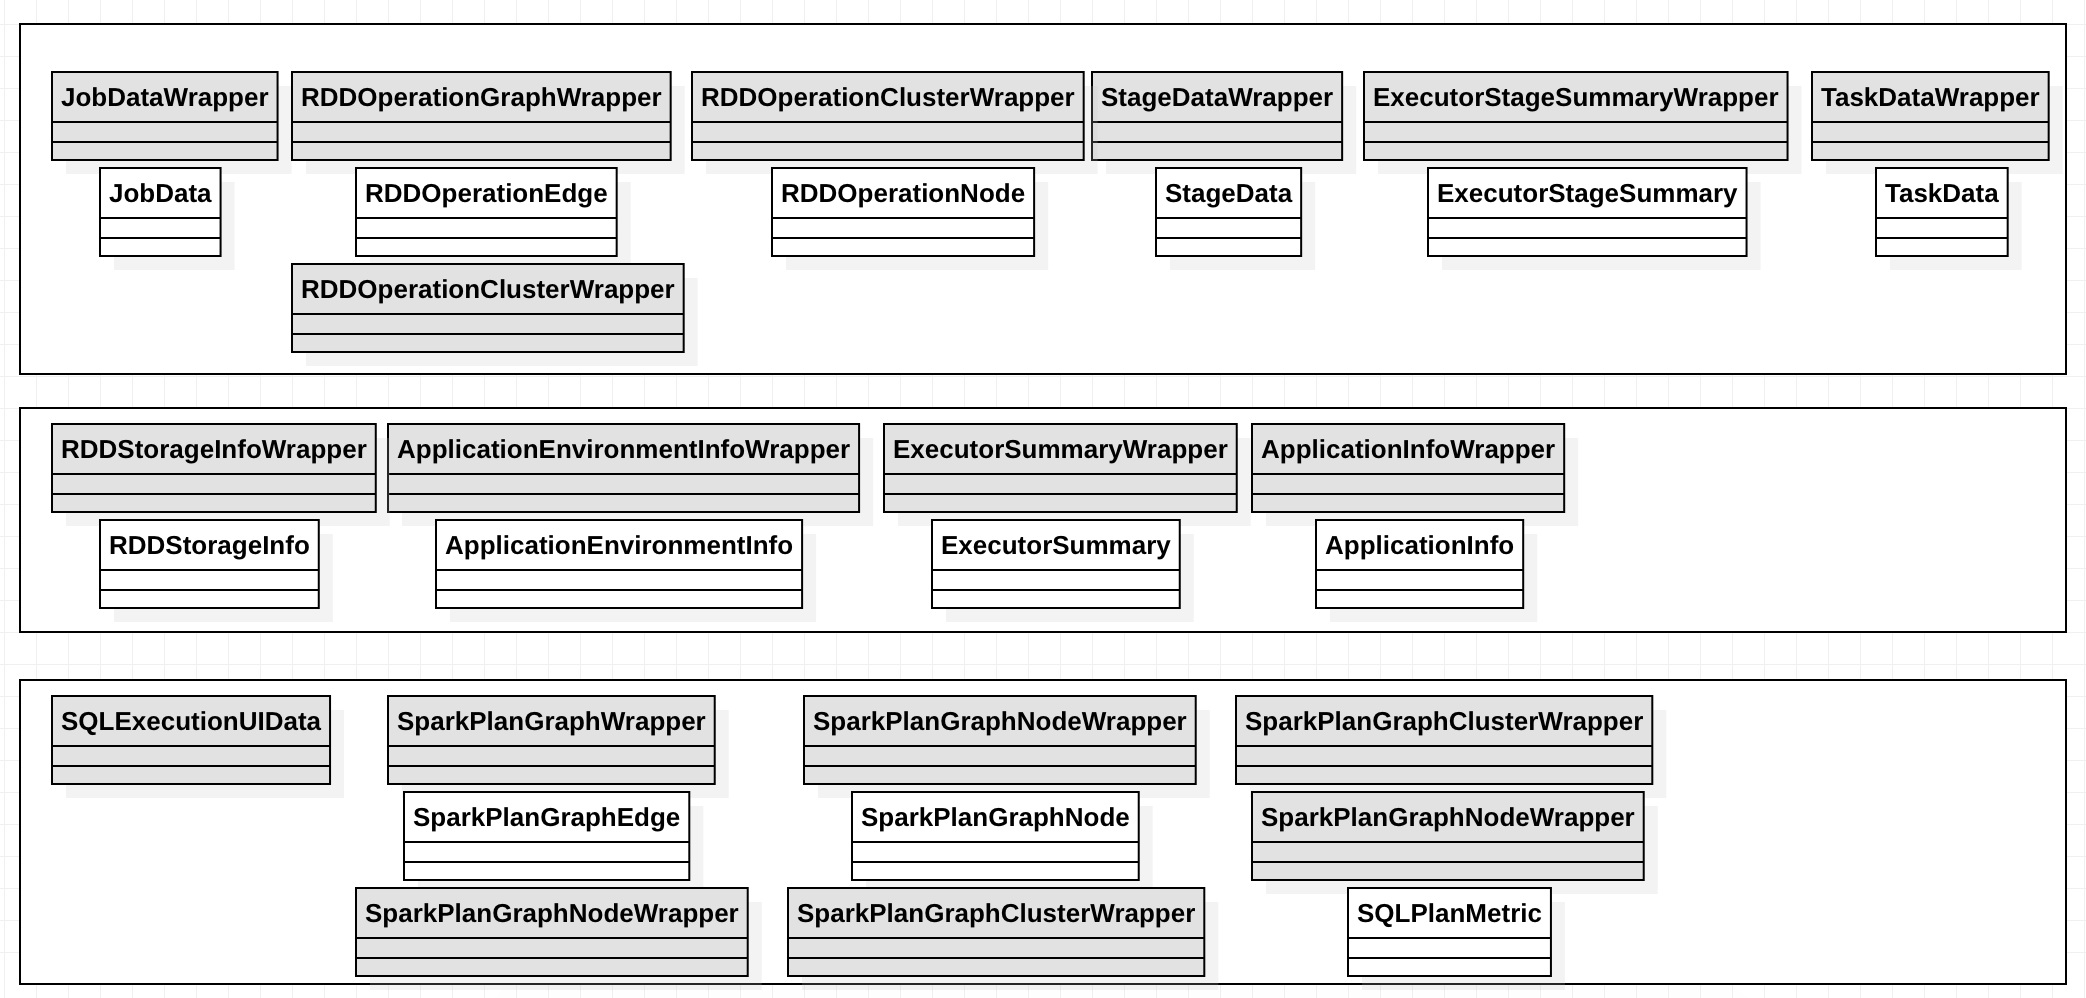 JobDataWrapper
RDDOperationGraphWrapper
RDDOperationClusterWrapper
StageDataWrapper
ExecutorStageSummaryWrapper
TaskDataWrapper
JobData
RDDOperationEdge
RDDOperationNode
StageData
ExecutorStageSummary
TaskData
RDDOperationClusterWrapper
RDDStorageInfoWrapper
ApplicationEnvironmentInfoWrapper
ExecutorSummaryWrapper
ApplicationInfoWrapper
RDDStorageInfo
ApplicationEnvironmentInfo
ExecutorSummary
ApplicationInfo
SQLExecutionUIData
SparkPlanGraphWrapper
SparkPlanGraphNodeWrapper
SparkPlanGraphClusterWrapper
SparkPlanGraphEdge
SparkPlanGraphNode
SparkPlanGraphNodeWrapper
SparkPlanGraphNodeWrapper
SparkPlanGraphClusterWrapper
SQLPlanMetric